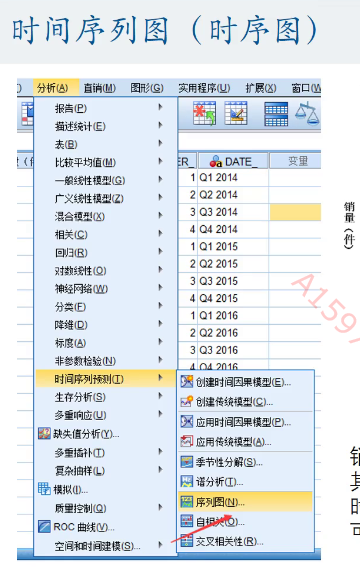 时间序列图（时序图）
分析(A) 直销(M) 图形(G) 实用程序(U) 扩展(X) 窗口(W
报告(P)
描述统计(E)
表(B)
比较平均值(M)
一般线性模型(G)
广义线性模型(Z)
混合模型(X)
相关(C)
回归(R)
对数线性(O)
神经网络(W)
分类(F)
降维(D)
标度(A)
非参数检验(N)
时间序列预测(T)
生存分析(S)
多重响应(U)
缺失值分析(Y)...
多重插补(T)
复杂抽样(L)
模拟(I)...
质量控制(Q)
ROC 曲线(V)...
空间和时间建模(S)...
ER_ DATE_ 变量
1 Q1 2014
2 Q2 2014
3 Q3 2014
4 Q4 2014
1 Q1 2015
2 Q2 2015
3 Q3 2015
4 Q4 2015
1 Q1 2016
2 Q2 2016
3 Q3 2016
4 Q4 2016
创建时间因果模型(E)...
创建传统模型(C)...
应用时间因果模型(P)...
应用传统模型(A)...
季节性分解(S)...
谱分析(T)...
序列图(N)...
自相关(O)...
交叉相关性(R)...
销量（件）
A1597
销
其
时
可